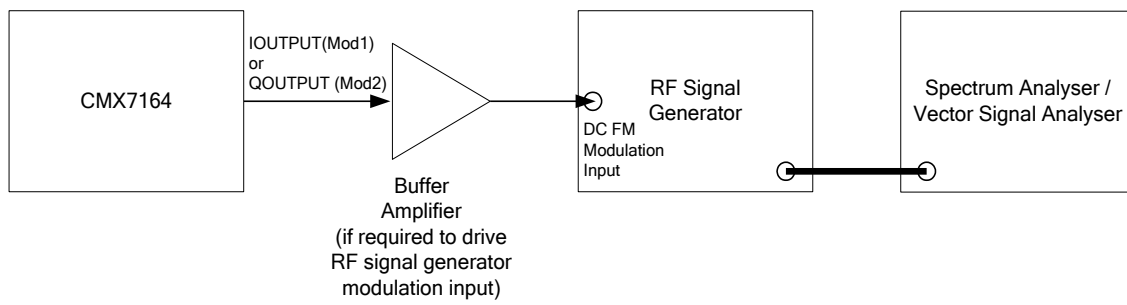 CMX7164
IOUTPUT(Mod1)
or
QOUTPUT (Mod2)
Buffer
Amplifier
(if required to drive
RF signal generator
modulation input)
RF Signal
Generator
DC FM
Modulation
Input
Spectrum Analyser /
Vector Signal Analyser